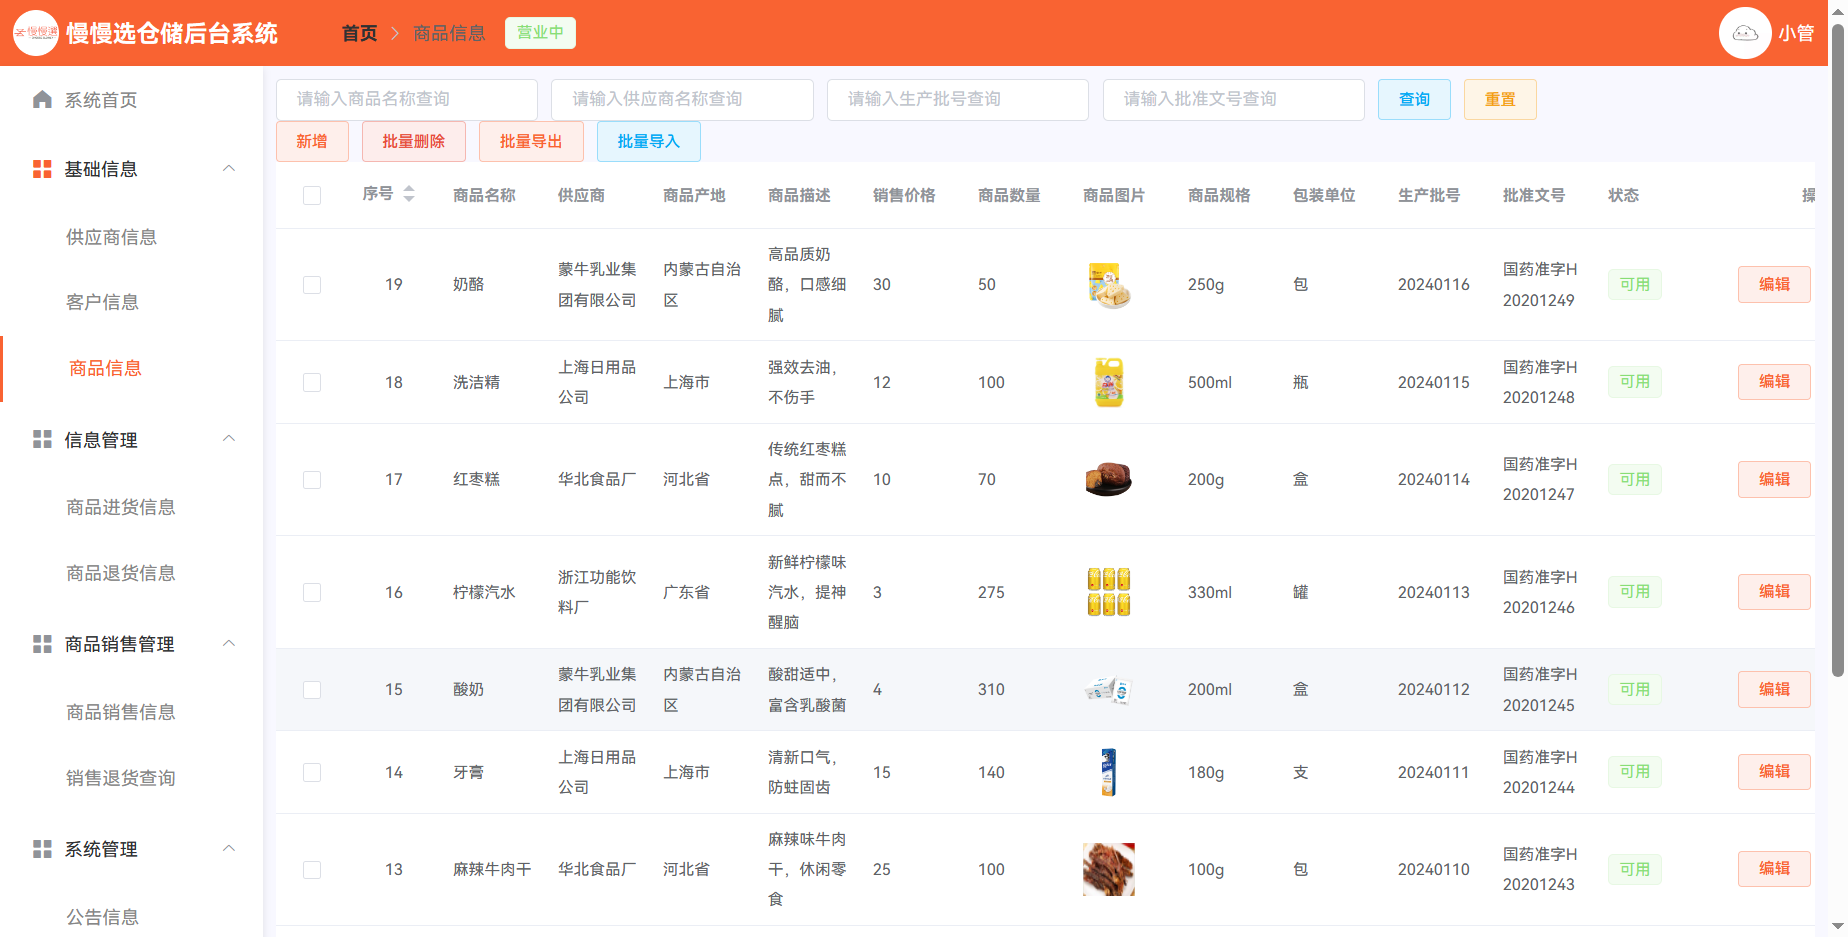 慢慢选仓储后台系统
首页
商品信息
营业中
小管
系统首页
基础信息
供应商信息
客户信息
商品信息
信息管理
商品进货信息
商品退货信息
商品销售管理
商品销售信息
销售退货查询
系统管理
公告信息
请输入商品名称查询
请输入供应商名称查询
请输入生产批号查询
请输入批准文号查询
查询
重置
新增
批量删除
批量导出
批量导入
序号 商品名称 供应商 商品产地 商品描述 销售价格 商品数量 商品图片 商品规格 包装单位 生产批号 批准文号 状态 操
19 奶酪 蒙牛乳业集团有限公司 内蒙古自治区 高品质奶酪，口感细腻 30 50 250g 包 20240116 国药准字H20201249 可用 编辑
18 洗洁精 上海日用品公司 上海市 强效去油，不伤手 12 100 500ml 瓶 20240115 国药准字H20201248 可用 编辑
17 红枣糕 华北食品厂 河北省 传统红枣糕点，甜而不腻 10 70 200g 盒 20240114 国药准字H20201247 可用 编辑
16 柠檬汽水 浙江功能饮料厂 广东省 新鲜柠檬味汽水，提神醒脑 3 275 330ml 罐 20240113 国药准字H20201246 可用 编辑
15 酸奶 蒙牛乳业集团有限公司 内蒙古自治区 酸甜适中，富含乳酸菌 4 310 200ml 盒 20240112 国药准字H20201245 可用 编辑
14 牙膏 上海日用品公司 上海市 清新口气，防蛀固齿 15 140 180g 支 20240111 国药准字H20201244 可用 编辑
13 麻辣牛肉干 华北食品厂 河北省 麻辣味牛肉干，休闲零食 25 100 100g 包 20240110 国药准字H20201243 可用 编辑